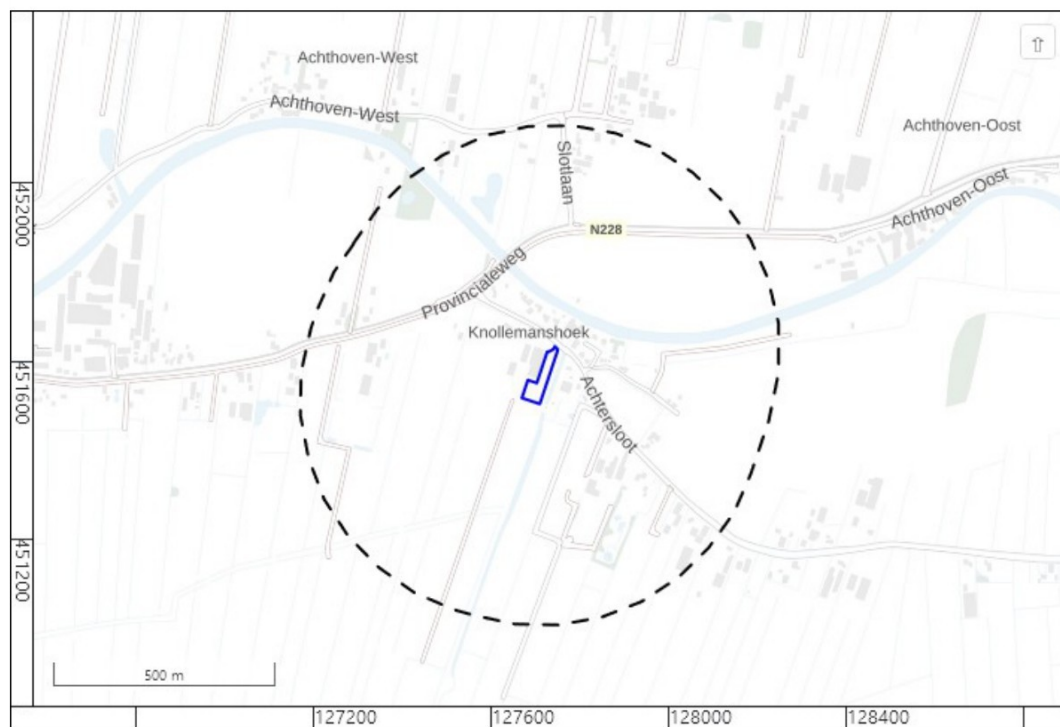 Achthoven-West
⇧
Achthoven-West
Achthoven-Oost
Slotlaan
Achthoven-Oost
452000
N228
Provincialeweg
Knollemanshoek
451600
Achtersloot
451200
500 m
127200
127600
128000
128400